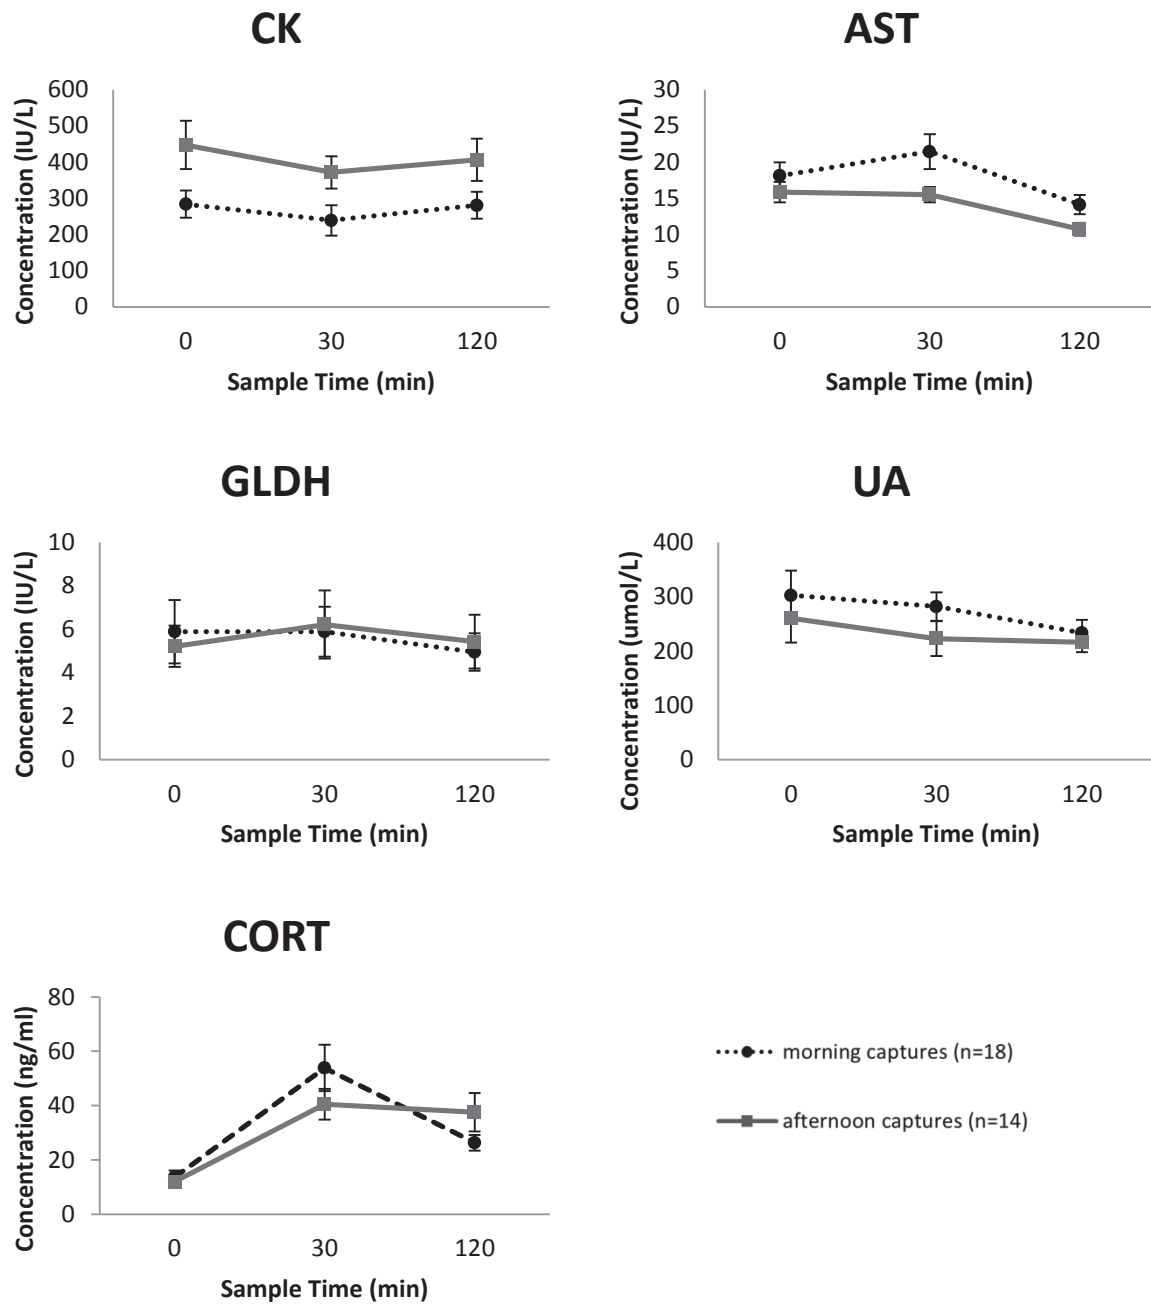 CK
600
500
400
300
200
100
0
Concentration (IU/L)
0 30 120
Sample Time (min)
AST
30
25
20
15
10
5
0
Concentration (IU/L)
0 30 120
Sample Time (min)
GLDH
10
8
6
4
2
0
Concentration (IU/L)
0 30 120
Sample Time (min)
UA
400
300
200
100
0
Concentration (umol/L)
0 30 120
Sample Time (min)
CORT
80
60
40
20
0
Concentration (ng/ml)
0 30 120
Sample Time (min)
morning captures (n=18)
afternoon captures (n=14)